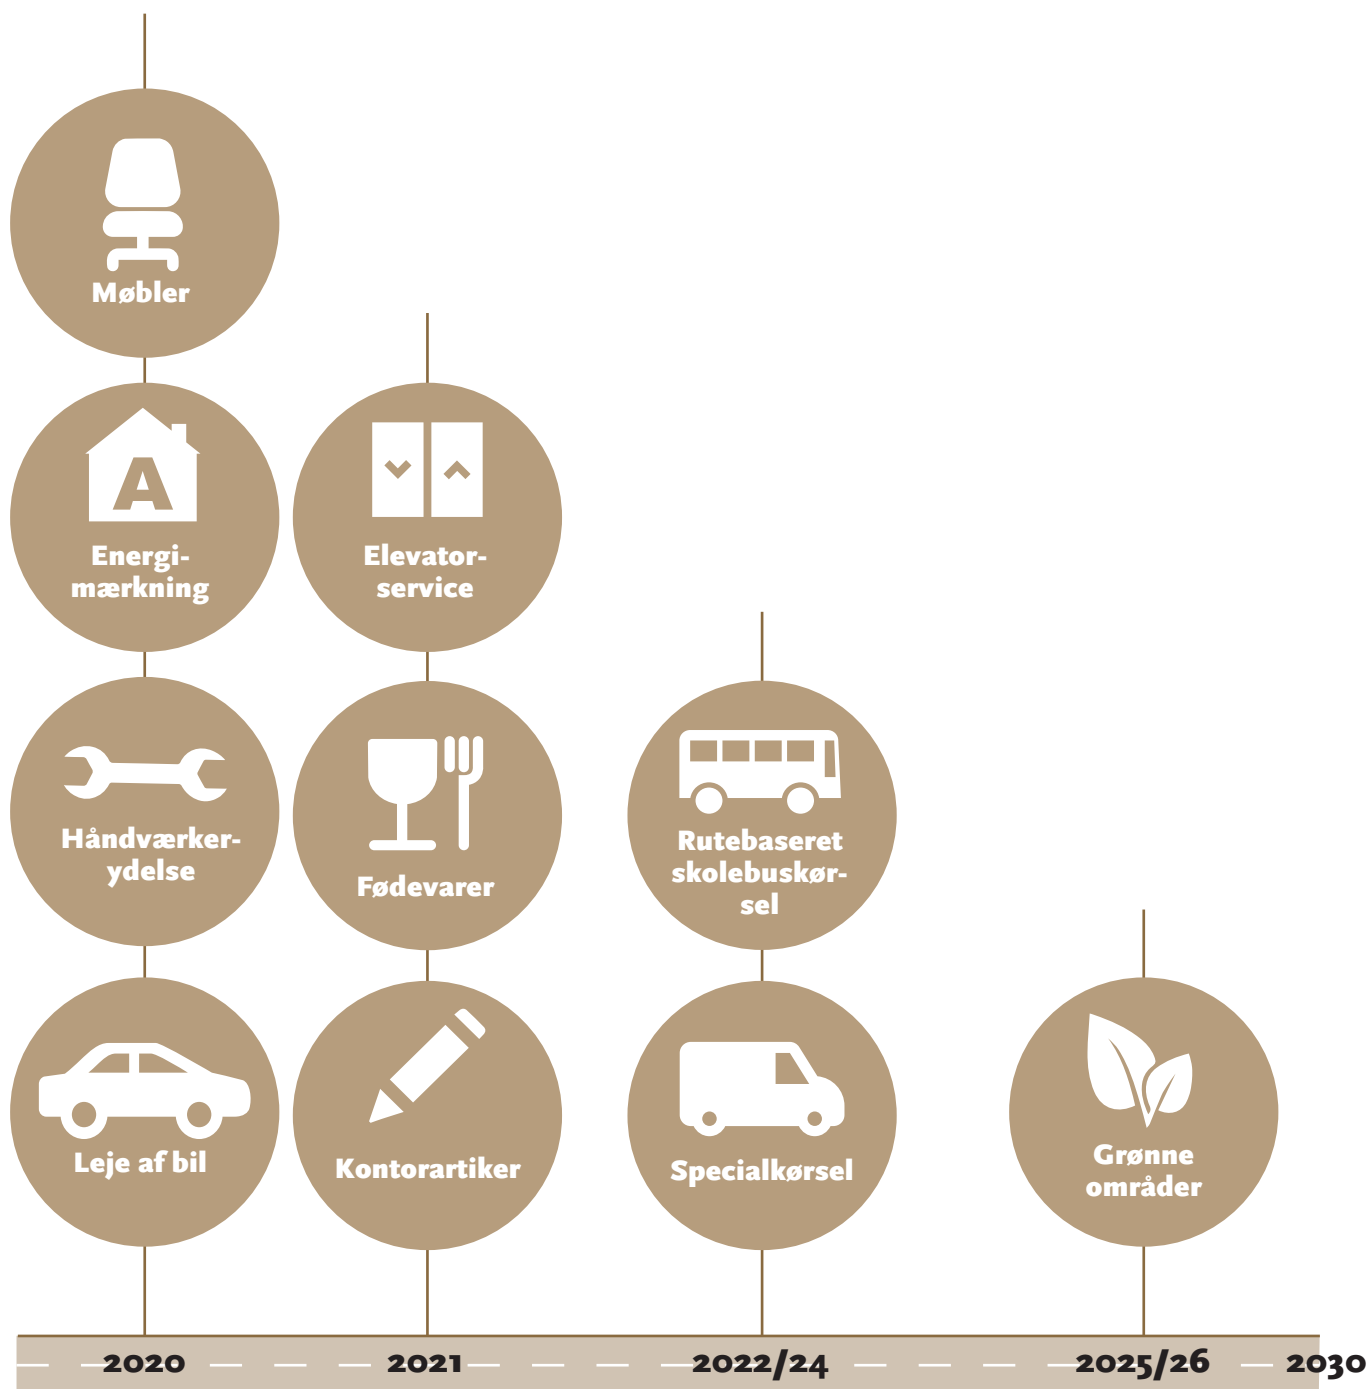 Møbler
Energi-
mærkning
Håndværker-
ydelse
Leje af bil
Elevator-
service
Fødevarer
Kontorartiker
Rutebaseret
skolebuskør-
sel
Specialkørsel
Grønne
områder
A
2020
2021
2022/24
2025/26
2030